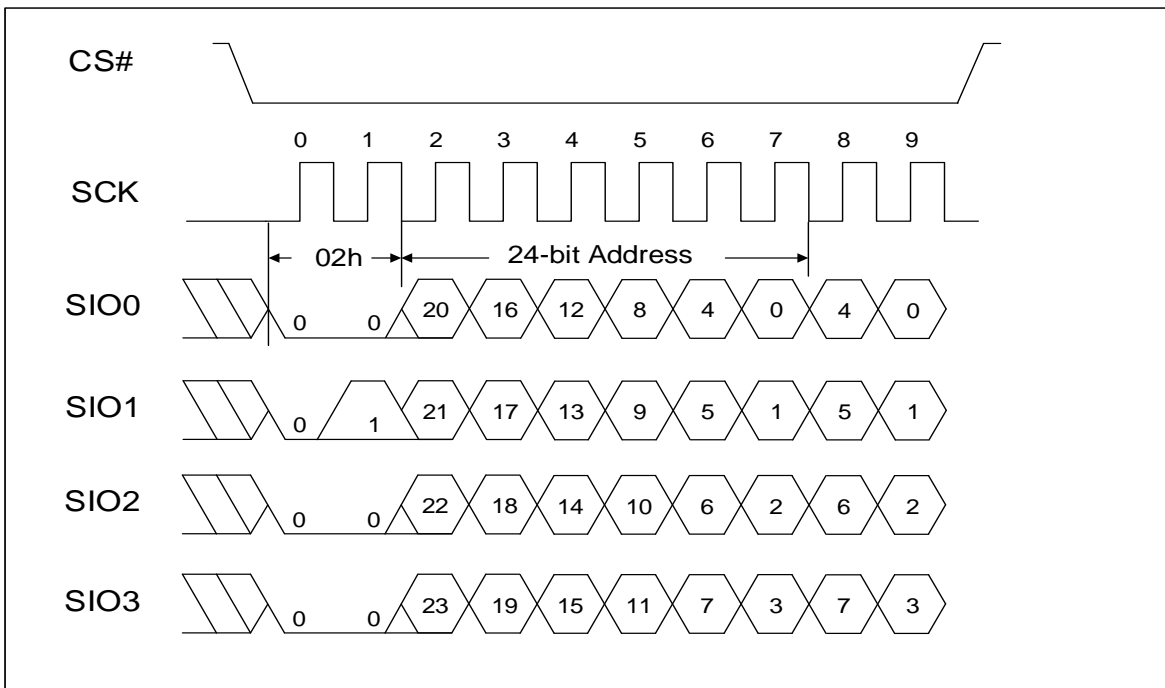 CS#
0 1 2 3 4 5 6 7 8 9
SCK
02h 24-bit Address
SIO0 0 0 20 16 12 8 4 0 4 0
SIO1 0 1 21 17 13 9 5 1 5 1
SIO2 0 0 22 18 14 10 6 2 6 2
SIO3 0 0 23 19 15 11 7 3 7 3